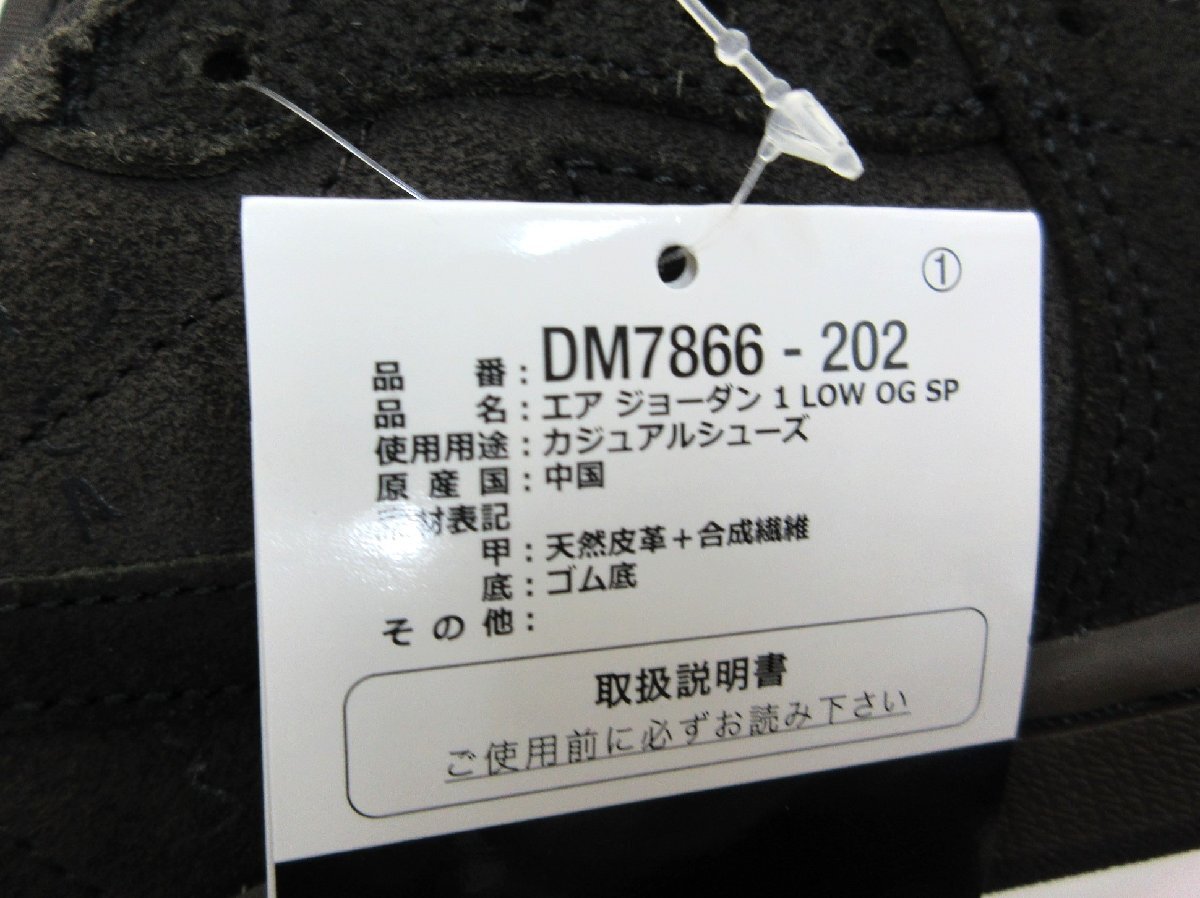 ①
品番：DM7866 - 202
品名：エア ジョーダン 1 LOW OG SP
使用用途：カジュアルシューズ
原産国：中国
素材表記
甲：天然皮革＋合成繊維
底：ゴム底
その他：
取扱説明書
ご使用前に必ずお読み下さい